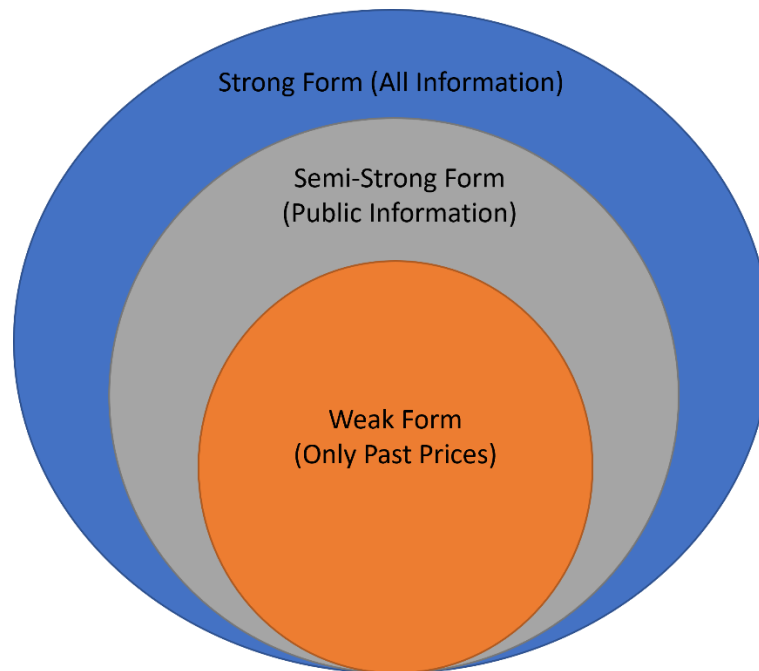 Strong Form (All Information)
Semi-Strong Form
(Public Information)
Weak Form
(Only Past Prices)